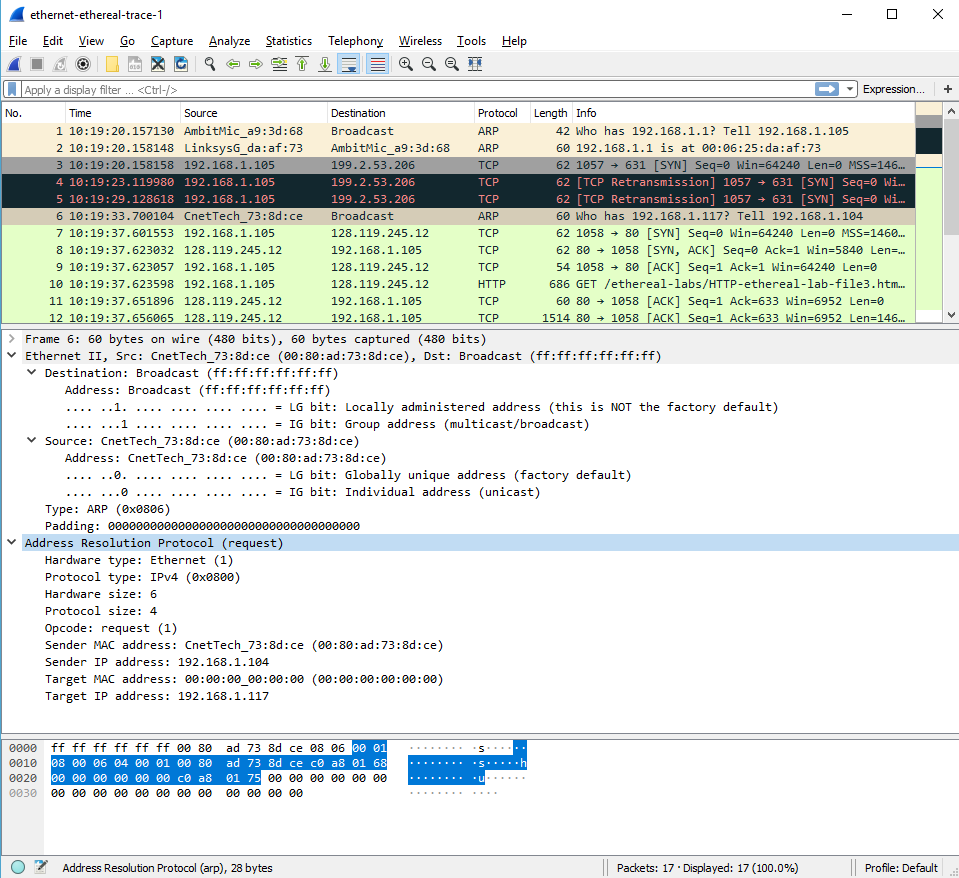 ethernet-ethereal-trace-1
File Edit View Go Capture Analyze Statistics Telephony Wireless Tools Help
Apply a display filter ... <Ctrl-/> Expression... +
No. Time Source Destination Protocol Length Info
1 10:19:20.157130 AmbitMic_a9:3d:68 Broadcast ARP 42 Who has 192.168.1.1? Tell 192.168.1.105
2 10:19:20.158148 LinksysG_da:af:73 AmbitMic_a9:3d:68 ARP 60 192.168.1.1 is at 00:06:25:da:af:73
3 10:19:20.158158 192.168.1.105 199.2.53.206 TCP 62 1057 → 631 [SYN] Seq=0 Win=64240 Len=0 MSS=146…
4 10:19:23.119980 192.168.1.105 199.2.53.206 TCP 62 [TCP Retransmission] 1057 → 631 [SYN] Seq=0 Wi…
5 10:19:29.128618 192.168.1.105 199.2.53.206 TCP 62 [TCP Retransmission] 1057 → 631 [SYN] Seq=0 Wi…
6 10:19:33.700104 CnetTech_73:8d:ce Broadcast ARP 60 Who has 192.168.1.117? Tell 192.168.1.104
7 10:19:37.601553 192.168.1.105 128.119.245.12 TCP 62 1058 → 80 [SYN] Seq=0 Win=64240 Len=0 MSS=1460…
8 10:19:37.623032 128.119.245.12 192.168.1.105 TCP 62 80 → 1058 [SYN, ACK] Seq=0 Ack=1 Win=5840 Len=…
9 10:19:37.623057 192.168.1.105 128.119.245.12 TCP 54 1058 → 80 [ACK] Seq=1 Ack=1 Win=64240 Len=0
10 10:19:37.623598 192.168.1.105 128.119.245.12 HTTP 686 GET /ethereal-labs/HTTP-ethereal-lab-file3.htm…
11 10:19:37.651896 128.119.245.12 192.168.1.105 TCP 60 80 → 1058 [ACK] Seq=1 Ack=633 Win=6952 Len=0
12 10:19:37.656065 128.119.245.12 192.168.1.105 TCP 1514 80 → 1058 [ACK] Seq=1 Ack=633 Win=6952 Len=146…
Frame 6: 60 bytes on wire (480 bits), 60 bytes captured (480 bits)
Ethernet II, Src: CnetTech_73:8d:ce (00:80:ad:73:8d:ce), Dst: Broadcast (ff:ff:ff:ff:ff:ff)
Destination: Broadcast (ff:ff:ff:ff:ff:ff)
Address: Broadcast (ff:ff:ff:ff:ff:ff)
.... ..1. .... .... .... .... = LG bit: Locally administered address (this is NOT the factory default)
.... ...1 .... .... .... .... = IG bit: Group address (multicast/broadcast)
Source: CnetTech_73:8d:ce (00:80:ad:73:8d:ce)
Address: CnetTech_73:8d:ce (00:80:ad:73:8d:ce)
.... ..0. .... .... .... .... = LG bit: Globally unique address (factory default)
.... ...0 .... .... .... .... = IG bit: Individual address (unicast)
Type: ARP (0x0806)
Padding: 000000000000000000000000000000000000
Address Resolution Protocol (request)
Hardware type: Ethernet (1)
Protocol type: IPv4 (0x0800)
Hardware size: 6
Protocol size: 4
Opcode: request (1)
Sender MAC address: CnetTech_73:8d:ce (00:80:ad:73:8d:ce)
Sender IP address: 192.168.1.104
Target MAC address: 00:00:00_00:00:00 (00:00:00:00:00:00)
Target IP address: 192.168.1.117
0000 ff ff ff ff ff ff 00 80 ad 73 8d ce 08 06 00 01 ········ ·s······
0010 08 00 06 04 00 01 00 80 ad 73 8d ce c0 a8 01 68 ········ ·s·····h
0020 00 00 00 00 00 00 c0 a8 01 75 00 00 00 00 00 00 ········ ·u······
0030 00 00 00 00 00 00 00 00 00 00 00 00 ········ ····
Address Resolution Protocol (arp), 28 bytes Packets: 17 · Displayed: 17 (100.0%) Profile: Default